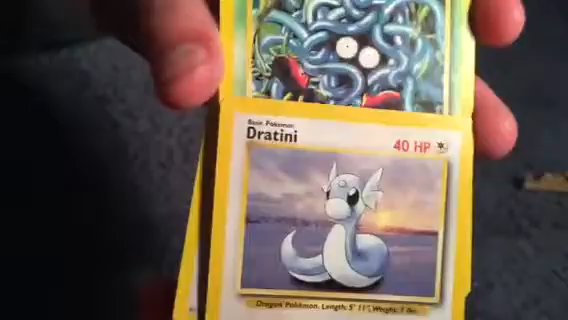 Basic Pokémon
Dratini
40 HP
Dragon Pokémon. Length: 5' 11", Weight: 7 lbs.